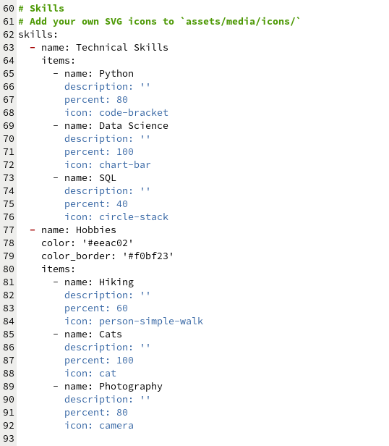 60 # Skills
61 # Add your own SVG icons to `assets/media/icons/`
62 skills:
63   - name: Technical Skills
64     items:
65       - name: Python
66         description: ''
67         percent: 80
68         icon: code-bracket
69       - name: Data Science
70         description: ''
71         percent: 100
72         icon: chart-bar
73       - name: SQL
74         description: ''
75         percent: 40
76         icon: circle-stack
77   - name: Hobbies
78     color: '#eeac02'
79     color_border: '#f0bf23'
80     items:
81       - name: Hiking
82         description: ''
83         percent: 60
84         icon: person-simple-walk
85       - name: Cats
86         description: ''
87         percent: 100
88         icon: cat
89       - name: Photography
90         description: ''
91         percent: 80
92         icon: camera
93